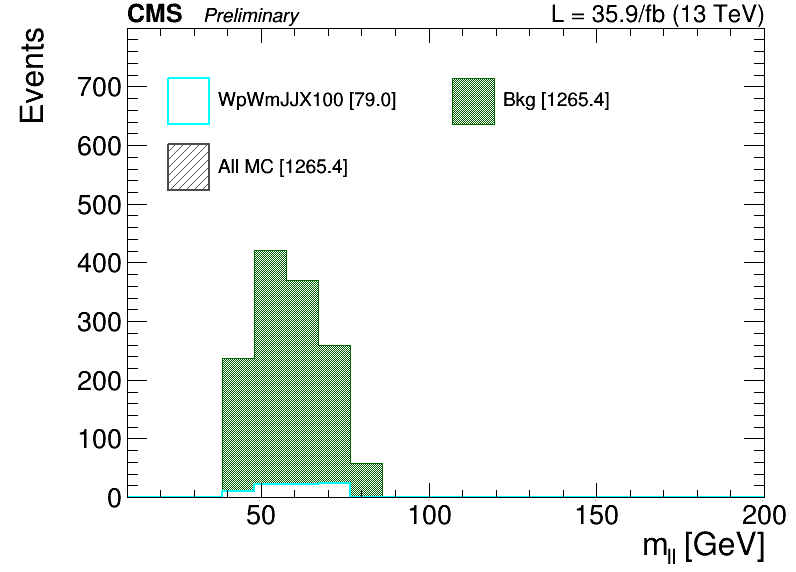 CMS Preliminary L = 35.9/fb (13 TeV)
Events
700
600
500
400
300
200
100
0
WpWmJJX100 [79.0] Bkg [1265.4]
All MC [1265.4]
50 100 150 200
m_ll [GeV]